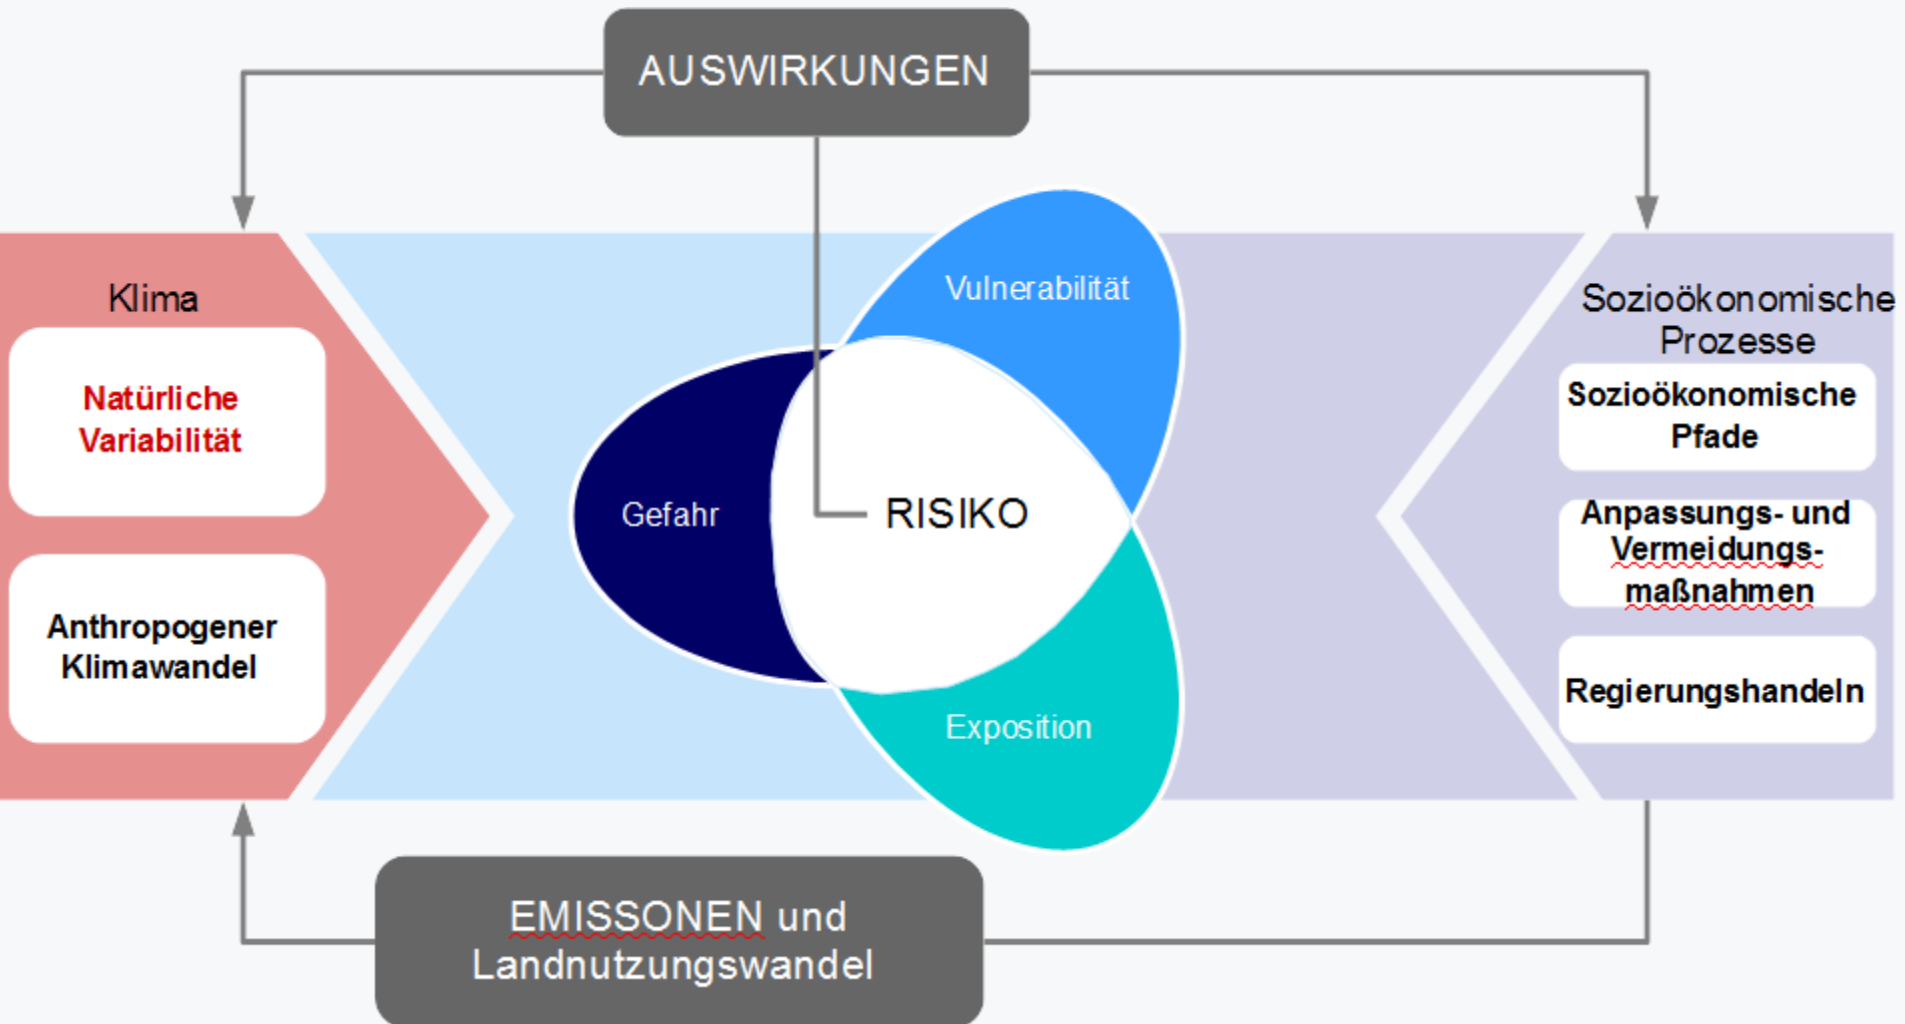 AUSWIRKUNGEN
Klima
Natürliche
Variabilität
Anthropogener
Klimawandel
Vulnerabilität
Gefahr
RISIKO
Exposition
Sozioökonomische
Prozesse
Sozioökonomische
Pfade
Anpassungs- und
Vermeidungs-
maßnahmen
Regierungshandeln
EMISSONEN und
Landnutzungswandel